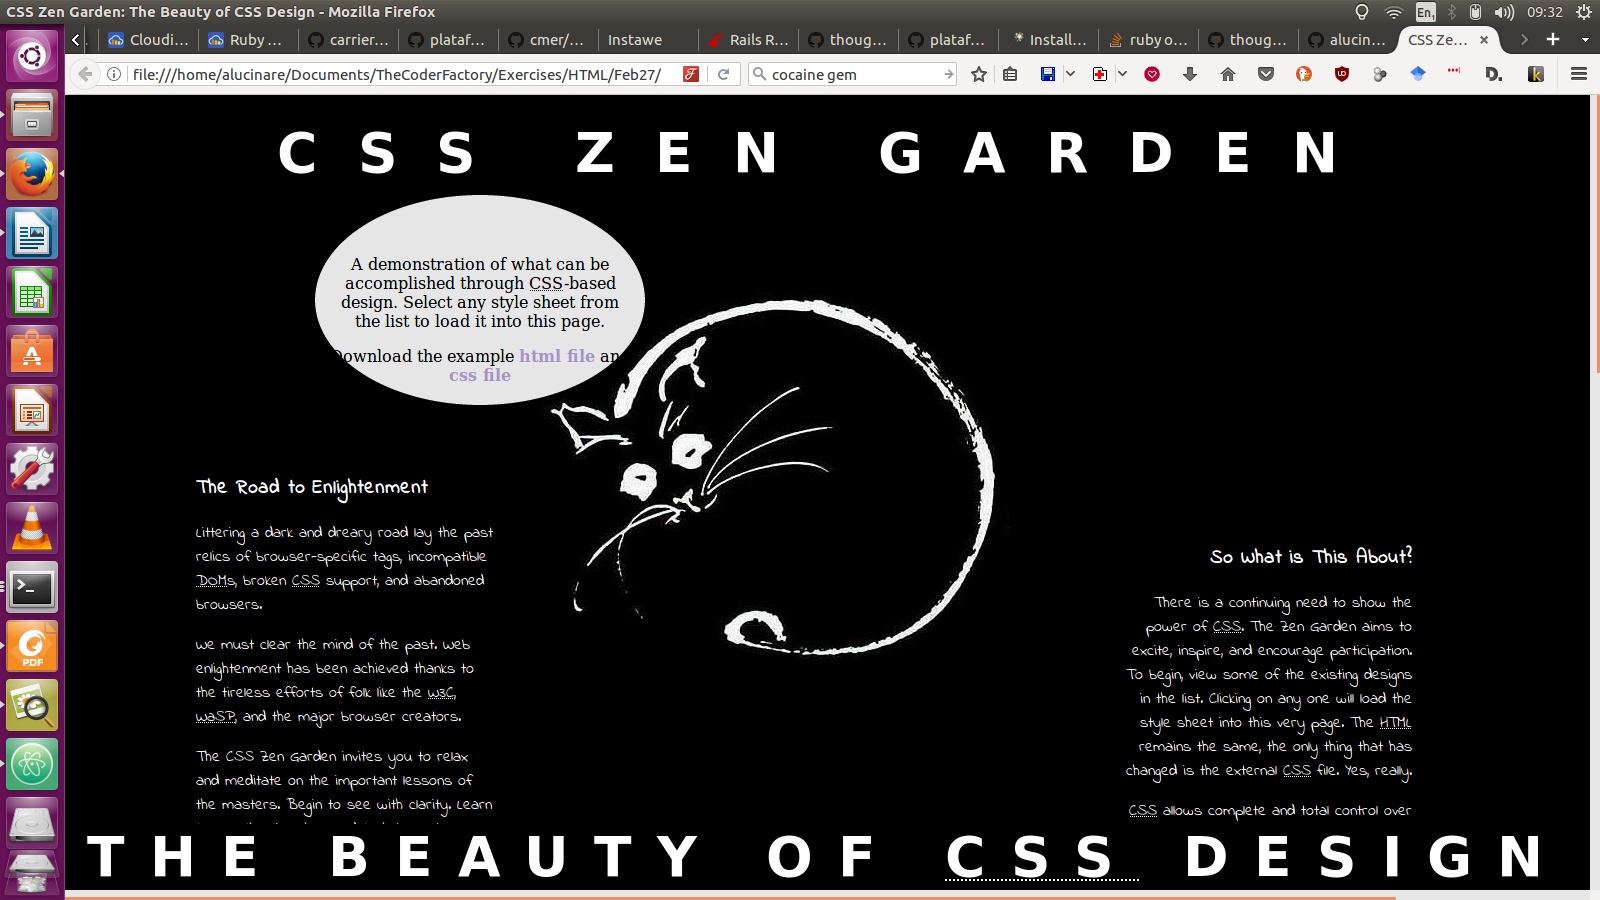 CSS Zen Garden: The Beauty of CSS Design - Mozilla Firefox
En₁
09:32
Cloudi...
Ruby ...
carrier...
plataf...
cmer/...
Instawe
Rails R...
thoug...
plataf...
Install...
ruby o...
thoug...
alucin...
CSS Ze...
file:///home/alucinare/Documents/TheCoderFactory/Exercises/HTML/Feb27/
cocaine gem
CSS ZEN GARDEN
A demonstration of what can be
accomplished through CSS-based
design. Select any style sheet from
the list to load it into this page.
Download the example html file an
css file
The Road to Enlightenment
Littering a dark and dreary road lay the past
relics of browser-specific tags, incompatible
DOMs, broken CSS support, and abandoned
browsers.
We must clear the mind of the past. Web
enlightenment has been achieved thanks to
the tireless efforts of folk like the W3C,
WaSP, and the major browser creators.
The CSS Zen Garden invites you to relax
and meditate on the important lessons of
the masters. Begin to see with clarity. Learn
So What is This About?
There is a continuing need to show the
power of CSS. The Zen Garden aims to
excite, inspire, and encourage participation.
To begin, view some of the existing designs
in the list. Clicking on any one will load the
style sheet into this very page. The HTML
remains the same, the only thing that has
changed is the external CSS file. Yes, really.
CSS allows complete and total control over
THE BEAUTY OF CSS DESIGN
PDF